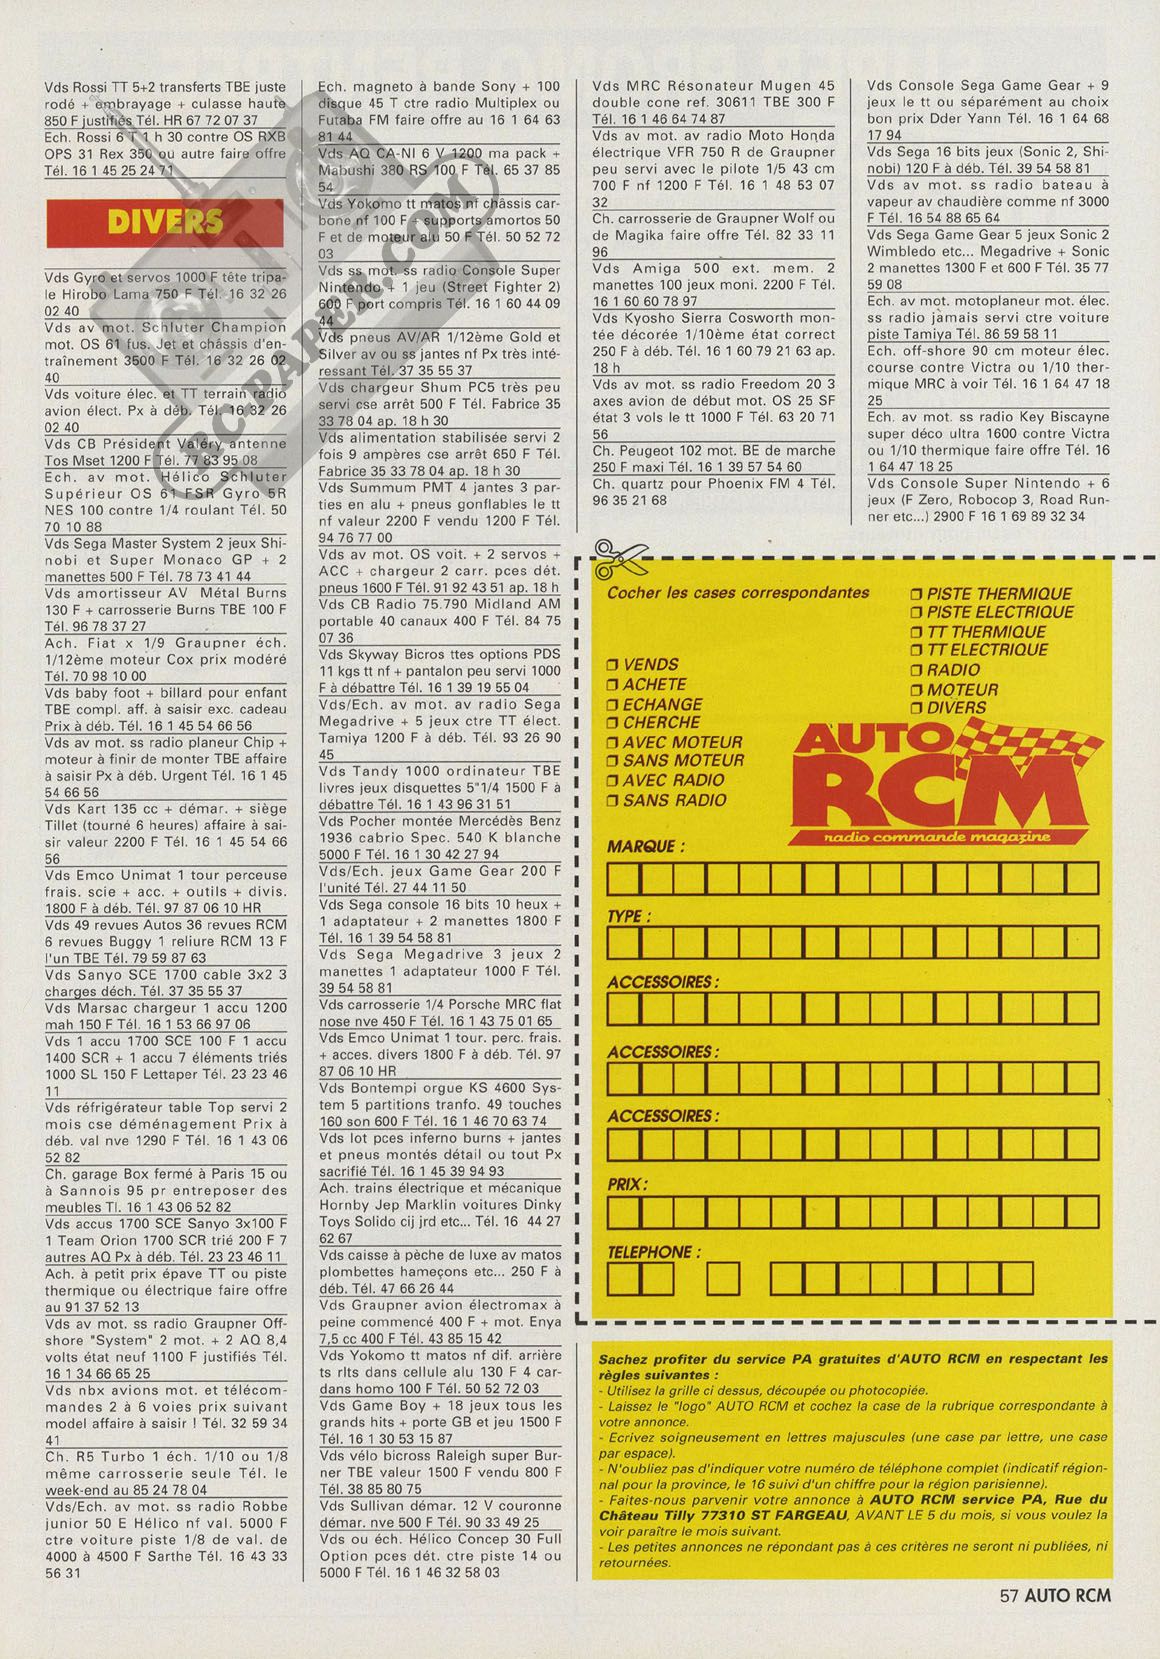 Vds Rossi TT 5+2 transferts TBE juste
rodé + embrayage + culasse haute
850 F justifiés Tél. HR 67 72 07 37
Ech. Rossi 6 T 1 h 30 contre OS RXB
OPS 31 Rex 350 ou autre faire offre
Tél. 16 1 45 25 24 71
DIVERS
Vds Gyro et servos 1000 F tête tripa-
le Hirobo Lama 750 F Tél. 16 32 26
02 40
Vds av mot. Schluter Champion
mot. OS 61 fus. Jet et châssis d'en-
traînement 3500 F Tél. 16 32 26 02
40
Vds voiture élec. et TT terrain radio
avion élect. Px à déb. Tél. 16 32 26
02 40
Vds CB Président Valéry antenne
Tos Mset 1200 F Tél. 77 83 95 08
Ech. av mot. Hélico Schluter
Supérieur OS 61 FSR Gyro 5R
NES 100 contre 1/4 roulant Tél. 50
70 10 88
Vds Sega Master System 2 jeux Shi-
nobi et Super Monaco GP + 2
manettes 500 F Tél. 78 73 41 44
Vds amortisseur AV Métal Burns
130 F + carrosserie Burns TBE 100 F
Tél. 96 78 37 27
Ach. Fiat x 1/9 Graupner éch.
1/12ème moteur Cox prix modéré
Tél. 70 98 10 00
Vds baby foot + billard pour enfant
TBE compl. aff. à saisir exc. cadeau
Prix à déb. Tél. 16 1 45 54 66 56
Vds av mot. ss radio planeur Chip +
moteur à finir de monter TBE affaire
à saisir Px à déb. Urgent Tél. 16 1 45
54 66 56
Vds Kart 135 cc + démar. + siège
Tillet (tourné 6 heures) affaire à sai-
sir valeur 2200 F Tél. 16 1 45 54 66
56
Vds Emco Unimat 1 tour perceuse
frais. scie + acc. + outils + divis.
1800 F à déb. Tél. 97 87 06 10 HR
Vds 49 revues Autos 36 revues RCM
6 revues Buggy 1 reliure RCM 13 F
l'un TBE Tél. 79 59 87 63
Vds Sanyo SCE 1700 cable 3x2 3
charges déch. Tél. 37 35 55 37
Vds Marsac chargeur 1 accu 1200
mah 150 F Tél. 16 1 53 66 97 06
Vds 1 accu 1700 SCE 100 F 1 accu
1400 SCR + 1 accu 7 éléments triés
1000 SL 150 F Lettaper Tél. 23 23 46
11
Vds réfrigérateur table Top servi 2
mois cse déménagement Prix à
déb. val nve 1290 F Tél. 16 1 43 06
52 82
Ch. garage Box fermé à Paris 15 ou
à Sannois 95 pr entreposer des
meubles Tl. 16 1 43 06 52 82
Vds accus 1700 SCE Sanyo 3x100 F
1 Team Orion 1700 SCR trié 200 F 7
autres AQ Px à déb. Tél. 23 23 46 11
Ach. à petit prix épave TT ou piste
thermique ou électrique faire offre
au 91 37 52 13
Vds av mot. ss radio Graupner Off-
shore "System" 2 mot. + 2 AQ 8,4
volts état neuf 1100 F justifiés Tél.
16 1 34 66 65 25
Vds nbx avions mot. et télécom-
mandes 2 à 6 voies prix suivant
model affaire à saisir ! Tél. 32 59 34
41
Ch. R5 Turbo 1 éch. 1/10 ou 1/8
même carrosserie seule Tél. le
week-end au 85 24 78 04
Vds/Ech. av mot. ss radio Robbe
junior 50 E Hélico nf val. 5000 F
ctre voiture piste 1/8 de val. de
4000 à 4500 F Sarthe Tél. 16 43 33
56 31
Ech. magneto à bande Sony + 100
disque 45 T ctre radio Multiplex ou
Futaba FM faire offre au 16 1 64 63
81 44
Vds AQ CA-NI 6 V 1200 ma pack +
Mabushi 380 RS 100 F Tél. 65 37 85
54
Vds Yokomo tt matos nf châssis car-
bone nf 100 F + supports amortos 50
F et de moteur alu 50 F Tél. 50 52 72
03
Vds ss mot. ss radio Console Super
Nintendo + 1 jeu (Street Fighter 2)
600 F port compris Tél. 16 1 60 44 09
44
Vds pneus AV/AR 1/12ème Gold et
Silver av ou ss jantes nf Px très inté-
ressant Tél. 37 35 55 37
Vds chargeur Shum PC5 très peu
servi cse arrêt 500 F Tél. Fabrice 35
33 78 04 ap. 18 h 30
Vds alimentation stabilisée servi 2
fois 9 ampères cse arrêt 650 F Tél.
Fabrice 35 33 78 04 ap. 18 h 30
Vds Summum PMT 4 jantes 3 par-
ties en alu + pneus gonflables le tt
nf valeur 2200 F vendu 1200 F Tél.
94 76 77 00
Vds av mot. OS voit. + 2 servos +
ACC + chargeur 2 carr. pces dét.
pneus 1600 F Tél. 91 92 43 51 ap. 18 h
Vds CB Radio 75.790 Midland AM
portable 40 canaux 400 F Tél. 84 75
07 36
Vds Skyway Bicros ttes options PDS
11 kgs tt nf + pantalon peu servi 1000
F à débattre Tél. 16 1 39 19 55 04
Vds/Ech. av mot. av radio Sega
Megadrive + 5 jeux ctre TT élect.
Tamiya 1200 F à déb. Tél. 93 26 90
45
Vds Tandy 1000 ordinateur TBE
livres jeux disquettes 5"1/4 1500 F à
débattre Tél. 16 1 43 96 31 51
Vds Pocher montée Mercédès Benz
1936 cabrio Spec. 540 K blanche
5000 F Tél. 16 1 30 42 27 94
Vds/Ech. jeux Game Gear 200 F
l'unité Tél. 27 44 11 50
Vds Sega console 16 bits 10 heux +
1 adaptateur + 2 manettes 1800 F
Tél. 16 1 39 54 58 81
Vds Sega Megadrive 3 jeux 2
manettes 1 adaptateur 1000 F Tél.
39 54 58 81
Vds carrosserie 1/4 Porsche MRC flat
nose nve 450 F Tél. 16 1 43 75 01 65
Vds Emco Unimat 1 tour. perc. frais.
+ acces. divers 1800 F à déb. Tél. 97
87 06 10 HR
Vds Bontempi orgue KS 4600 Sys-
tem 5 partitions tranfo. 49 touches
160 son 600 F Tél. 16 1 46 70 63 74
Vds lot pces inferno burns + jantes
et pneus montés détail ou tout Px
sacrifié Tél. 16 1 45 39 94 93
Ach. trains électrique et mécanique
Hornby Jep Marklin voitures Dinky
Toys Solido cij jrd etc... Tél. 16 44 27
62 67
Vds caisse à pèche de luxe av matos
plombettes hameçons etc... 250 F à
déb. Tél. 47 66 26 44
Vds Graupner avion électromax à
peine commencé 400 F + mot. Enya
7,5 cc 400 F Tél. 43 85 15 42
Vds Yokomo tt matos nf dif. arrière
ts rlts dans cellule alu 130 F 4 car-
dans homo 100 F Tél. 50 52 72 03
Vds Game Boy + 18 jeux tous les
grands hits + porte GB et jeu 1500 F
Tél. 16 1 30 53 15 87
Vds vélo bicross Raleigh super Bur-
ner TBE valeur 1500 F vendu 800 F
Tél. 38 85 80 75
Vds Sullivan démar. 12 V couronne
démar. nve 500 F Tél. 90 33 49 25
Vds ou éch. Hélico Concep 30 Full
Option pces dét. ctre piste 14 ou
5000 F Tél. 16 1 46 32 58 03
Vds MRC Résonateur Mugen 45
double cone ref. 30611 TBE 300 F
Tél. 16 1 46 64 74 87
Vds av mot. av radio Moto Honda
électrique VFR 750 R de Graupner
peu servi avec le pilote 1/5 43 cm
700 F nf 1200 F Tél. 16 1 48 53 07
32
Ch. carrosserie de Graupner Wolf ou
de Magika faire offre Tél. 82 33 11
96
Vds Amiga 500 ext. mem. 2
manettes 100 jeux moni. 2200 F Tél.
16 1 60 60 78 97
Vds Kyosho Sierra Cosworth mon-
tée décorée 1/10ème état correct
250 F à déb. Tél. 16 1 60 79 21 63 ap.
18 h
Vds av mot. ss radio Freedom 20 3
axes avion de début mot. OS 25 SF
état 3 vols le tt 1000 F Tél. 63 20 71
56
Ch. Peugeot 102 mot. BE de marche
250 F maxi Tél. 16 1 39 57 54 60
Ch. quartz pour Phoenix FM 4 Tél.
96 35 21 68
Vds Console Sega Game Gear + 9
jeux le tt ou séparément au choix
bon prix Dder Yann Tél. 16 1 64 68
17 94
Vds Sega 16 bits jeux (Sonic 2, Shi-
nobi) 120 F à déb. Tél. 39 54 58 81
Vds av mot. ss radio bateau à
vapeur av chaudière comme nf 3000
F Tél. 16 54 88 65 64
Vds Sega Game Gear 5 jeux Sonic 2
Wimbledo etc... Megadrive + Sonic
2 manettes 1300 F et 600 F Tél. 35 77
59 08
Ech. av mot. motoplaneur mot. élec.
ss radio jamais servi ctre voiture
piste Tamiya Tél. 86 59 58 11
Ech. off-shore 90 cm moteur élec.
course contre Victra ou 1/10 ther-
mique MRC à voir Tél. 16 1 64 47 18
25
Ech. av mot. ss radio Key Biscayne
super déco ultra 1600 contre Victra
ou 1/10 thermique faire offre Tél. 16
1 64 47 18 25
Vds Console Super Nintendo + 6
jeux (F Zero, Robocop 3, Road Run-
ner etc...) 2900 F 16 1 69 89 32 34
Cocher les cases correspondantes
PISTE THERMIQUE
PISTE ELECTRIQUE
TT THERMIQUE
TT ELECTRIQUE
RADIO
MOTEUR
DIVERS
VENDS
ACHETE
ECHANGE
CHERCHE
AVEC MOTEUR
SANS MOTEUR
AVEC RADIO
SANS RADIO
AUTO
RCM
radio commande magazine
MARQUE :
TYPE :
ACCESSOIRES :
ACCESSOIRES :
ACCESSOIRES :
PRIX :
TELEPHONE :
Sachez profiter du service PA gratuites d'AUTO RCM en respectant les
règles suivantes :
- Utilisez la grille ci dessus, découpée ou photocopiée.
- Laissez le "logo" AUTO RCM et cochez la case de la rubrique correspondante à
votre annonce.
- Ecrivez soigneusement en lettres majuscules (une case par lettre, une case
par espace).
- N'oubliez pas d'indiquer votre numéro de téléphone complet (indicatif région-
nal pour la province, le 16 suivi d'un chiffre pour la région parisienne).
- Faites-nous parvenir votre annonce à AUTO RCM service PA, Rue du
Château Tilly 77310 ST FARGEAU, AVANT LE 5 du mois, si vous voulez la
voir paraître le mois suivant.
- Les petites annonces ne répondant pas à ces critères ne seront ni publiées, ni
retournées.
57 AUTO RCM
RC-PAPER.COM